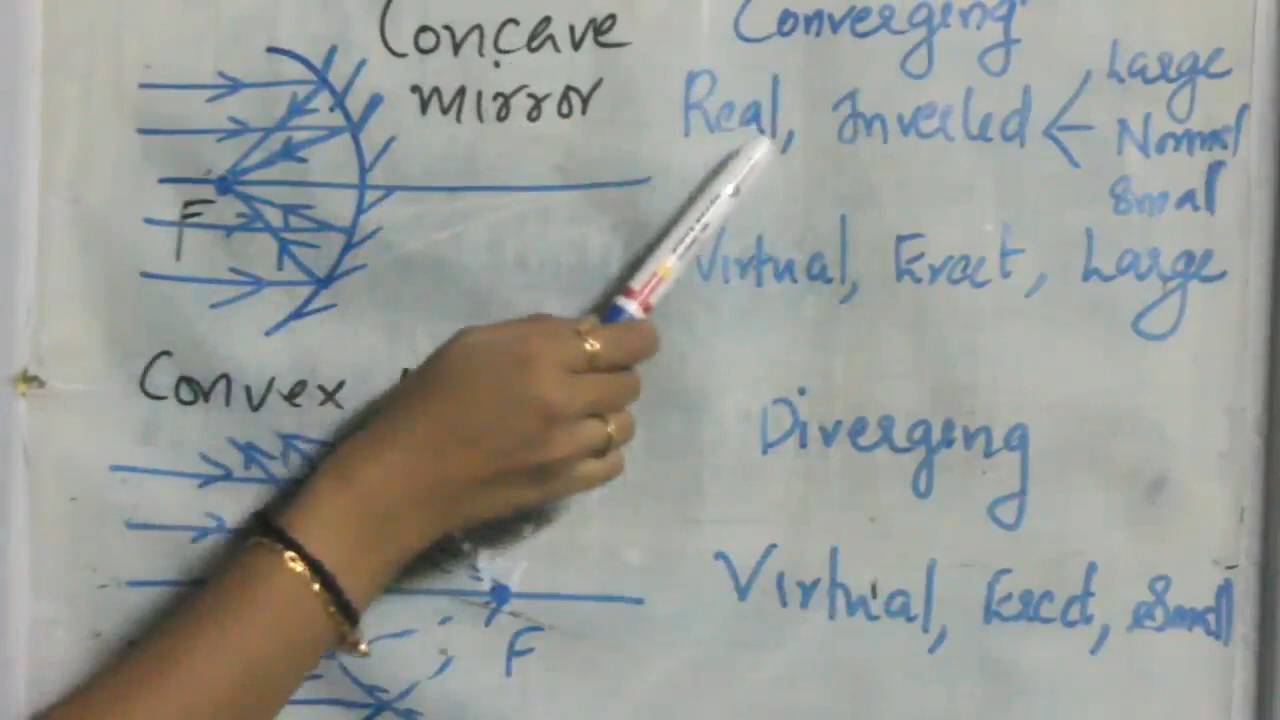 Concave
mirror
Converging
Real, Inverted
Large
Normal
Small
Virtual, Erect, Large
F
Convex
Diverging
Virtual, Erect, Small
F